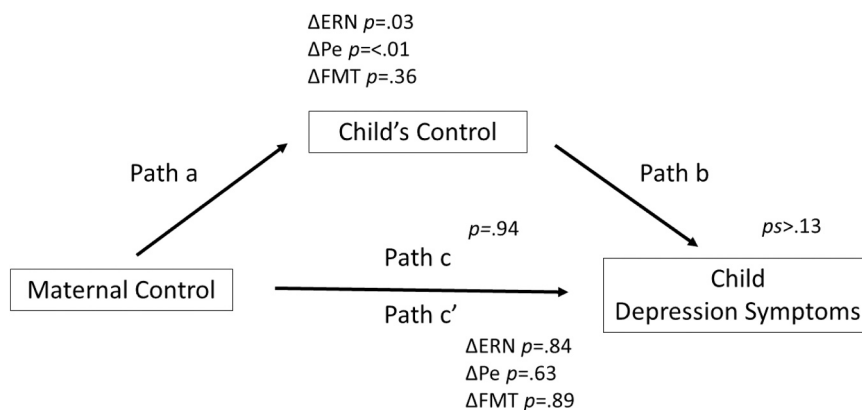 ΔERN p=.03
ΔPe p=<.01
ΔFMT p=.36
Child's Control
Path a
Path b
p=.94
ps>.13
Path c
Maternal Control
Child
Depression Symptoms
Path c'
ΔERN p=.84
ΔPe p=.63
ΔFMT p=.89